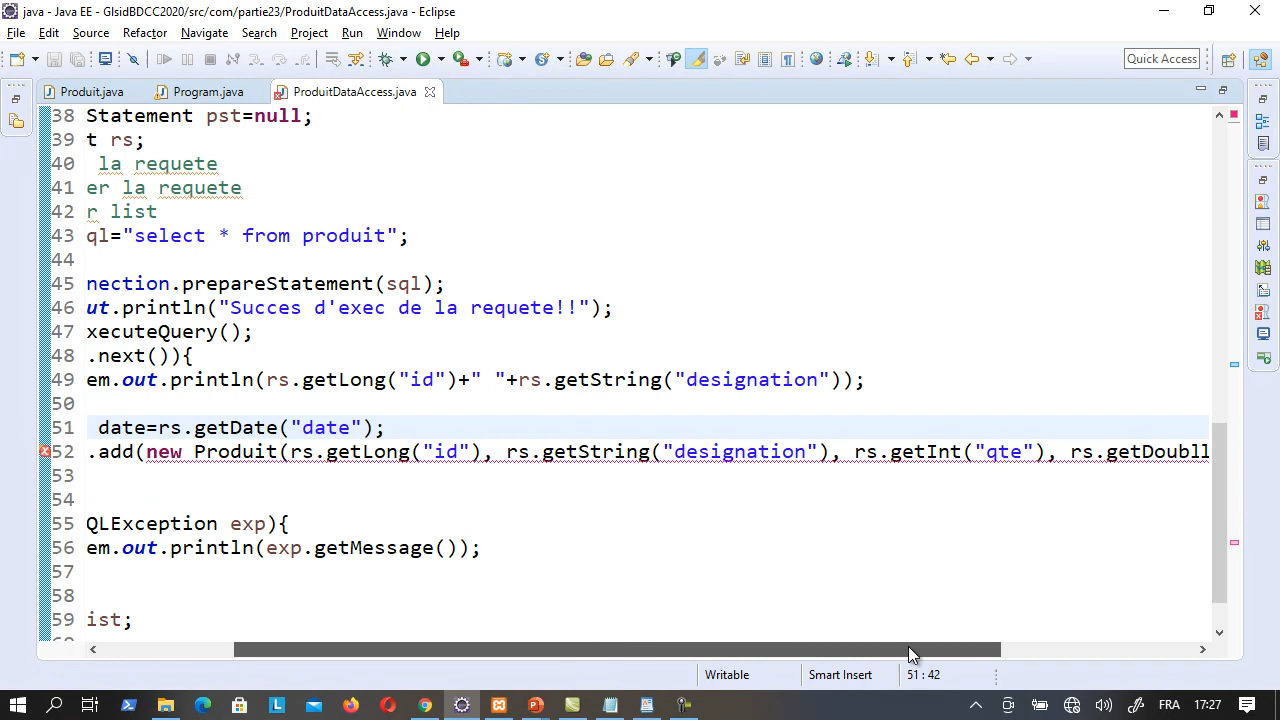 java - Java EE - GlsidBDCC2020/src/com/partie23/ProduitDataAccess.java - Eclipse
File Edit Source Refactor Navigate Search Project Run Window Help
Quick Access
Produit.java Program.java ProduitDataAccess.java
38 Statement pst=null;
39 t rs;
40 la requete
41 er la requete
42 r list
43 ql="select * from produit";
44
45 nection.prepareStatement(sql);
46 ut.println("Succes d'exec de la requete!!");
47 xecuteQuery();
48 .next()){
49 em.out.println(rs.getLong("id")+" "+rs.getString("designation"));
50
51 date=rs.getDate("date");
52 .add(new Produit(rs.getLong("id"), rs.getString("designation"), rs.getInt("qte"), rs.getDoubll
53
54
55 QLException exp){
56 em.out.println(exp.getMessage());
57
58
59 ist;
Writable Smart Insert 51 : 42
FRA 17:27